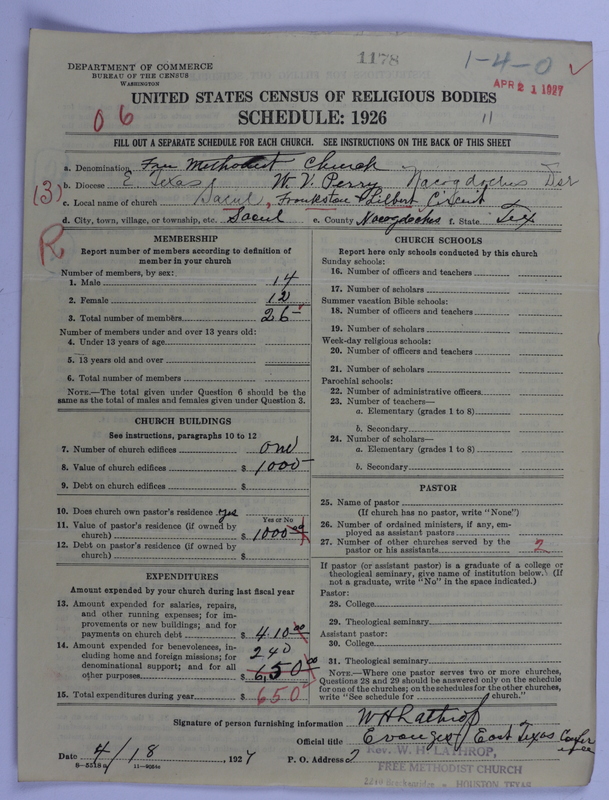 1178
1-4-0
DEPARTMENT OF COMMERCE
BUREAU OF THE CENSUS
WASHINGTON
APR 21 1927
UNITED STATES CENSUS OF RELIGIOUS BODIES
SCHEDULE: 1926
11
06
FILL OUT A SEPARATE SCHEDULE FOR EACH CHURCH. SEE INSTRUCTIONS ON THE BACK OF THIS SHEET
a. Denomination Free Methodist Church
b. Diocese E. Texas W. V. Perry Nacogdoches Dsr
(3)
c. Local name of church Sacul, Frankston Lilbert Circuit
d. City, town, village, or township, etc. Sacul e. County Nacogdoches f. State Tex
R
MEMBERSHIP
Report number of members according to definition of
member in your church
Number of members, by sex:
1. Male 14
2. Female 12
3. Total number of members 26
Number of members under and over 13 years old:
4. Under 13 years of age
5. 13 years old and over
6. Total number of members
NOTE.—The total given under Question 6 should be
same as the total of males and females given under Question 3.
CHURCH BUILDINGS
See instructions, paragraphs 10 to 12
7. Number of church edifices one
8. Value of church edifices $ 1000
9. Debt on church edifices $
10. Does church own pastor's residence yes
Yes or No
11. Value of pastor's residence (if owned by
church) $ 1000 00
12. Debt on pastor's residence (if owned by
church) $
EXPENDITURES
Amount expended by your church during last fiscal year
13. Amount expended for salaries, repairs,
and other running expenses; for im-
provements or new buildings; and for
payments on church debt $ 410 00
14. Amount expended for benevolences, in-
cluding home and foreign missions; for
denominational support; and for all
other purposes $ 240
650 00
15. Total expenditures during year $ 650
CHURCH SCHOOLS
Report here only schools conducted by this church
Sunday schools:
16. Number of officers and teachers
17. Number of scholars
Summer vacation Bible schools:
18. Number of officers and teachers
19. Number of scholars
Week-day religious schools:
20. Number of officers and teachers
21. Number of scholars
Parochial schools:
22. Number of administrative officers
23. Number of teachers—
a. Elementary (grades 1 to 8)
b. Secondary
24. Number of scholars—
a. Elementary (grades 1 to 8)
b. Secondary
PASTOR
25. Name of pastor
(If church has no pastor, write "None")
26. Number of ordained ministers, if any, em-
ployed as assistant pastors
27. Number of other churches served by the
pastor or his assistants 2
If pastor (or assistant pastor) is a graduate of a college or
theological seminary, give name of institution below. (If
not a graduate, write "No" in the space indicated.)
Pastor:
28. College
29. Theological seminary
Assistant pastor:
30. College
31. Theological seminary
NOTE.—Where one pastor serves two or more churches,
Questions 28 and 29 should be answered only on the schedule
for one of the churches; on the schedules for the other churches,
write "See schedule for church."
Signature of person furnishing information W H Lathrop
Official title Evangel East Texas Confer
ence
Date 4/18, 1927 P. O. Address
Rev. W. H. LATHROP,
FREE METHODIST CHURCH
HOUSTON, TEXAS